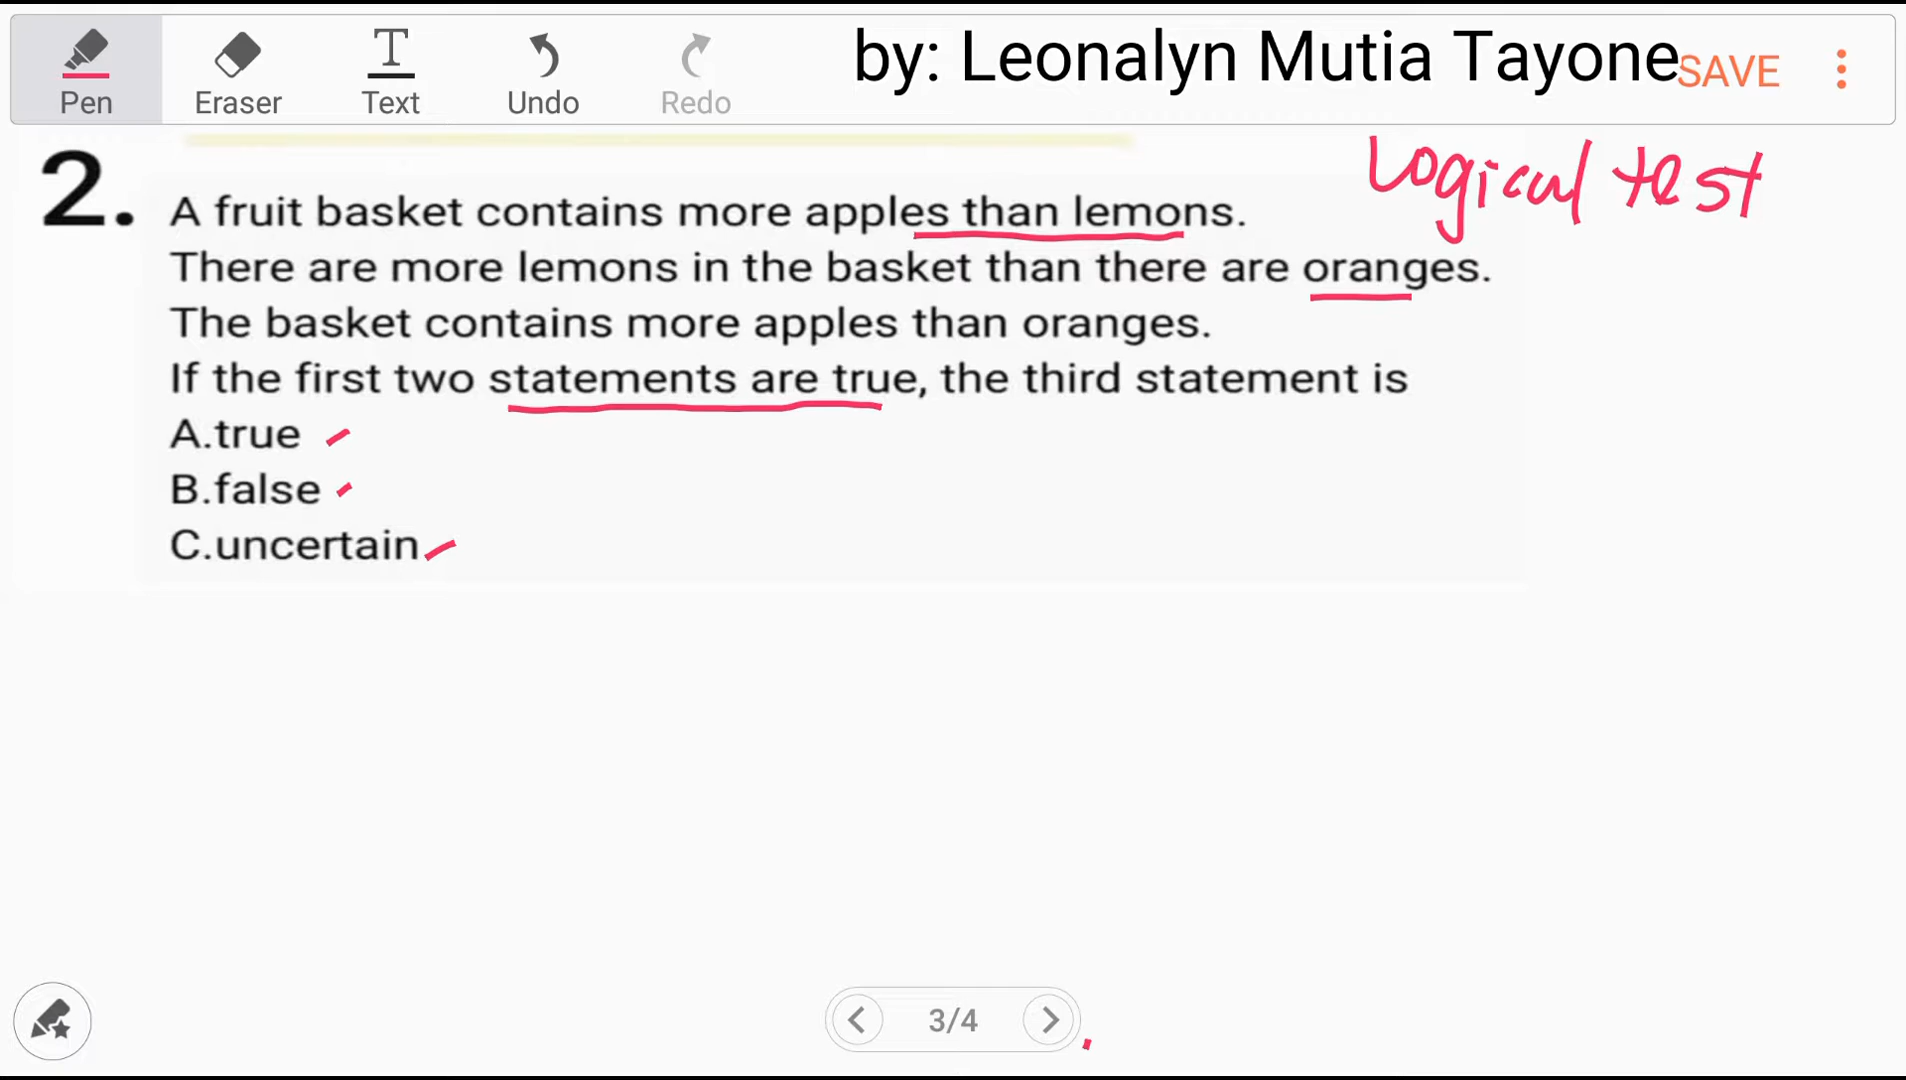 Pen Eraser Text Undo Redo by: Leonalyn Mutia Tayone SAVE
Logical test
2.
A fruit basket contains more apples than lemons.
There are more lemons in the basket than there are oranges.
The basket contains more apples than oranges.
If the first two statements are true, the third statement is
A.true
B.false
C.uncertain
3/4